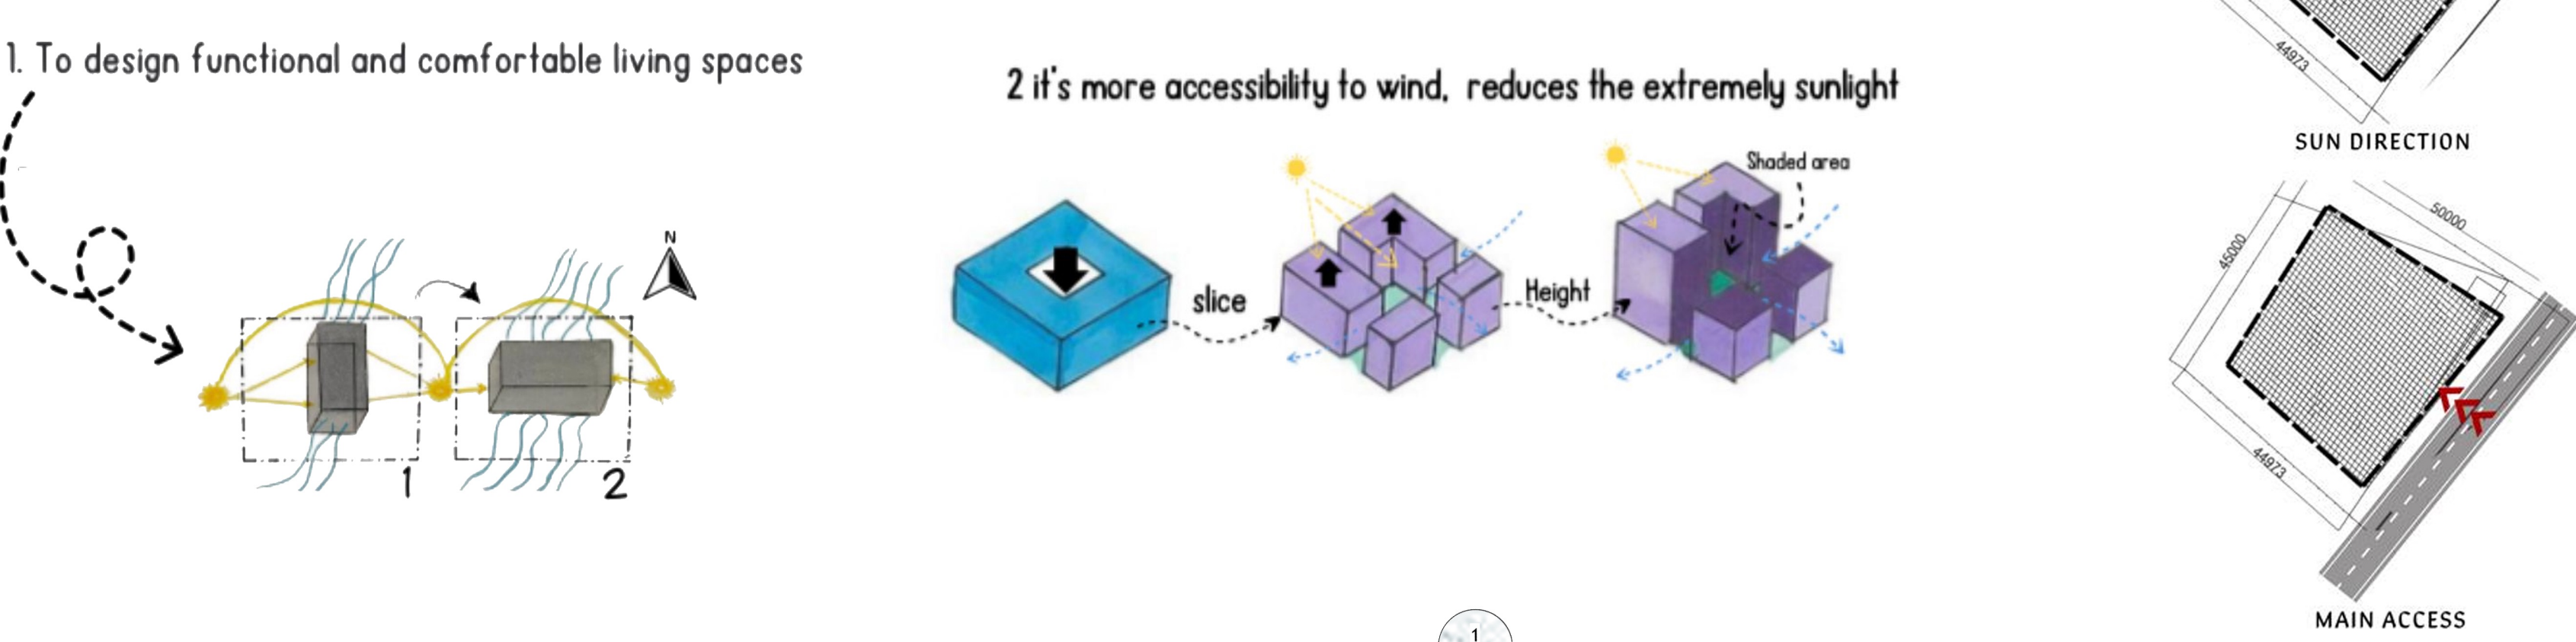 1. To design functional and comfortable living spaces
N
1
2
2 it's more accessibility to wind, reduces the extremely sunlight
slice
Height
Shaded area
44973
SUN DIRECTION
50000
45000
44973
MAIN ACCESS
1